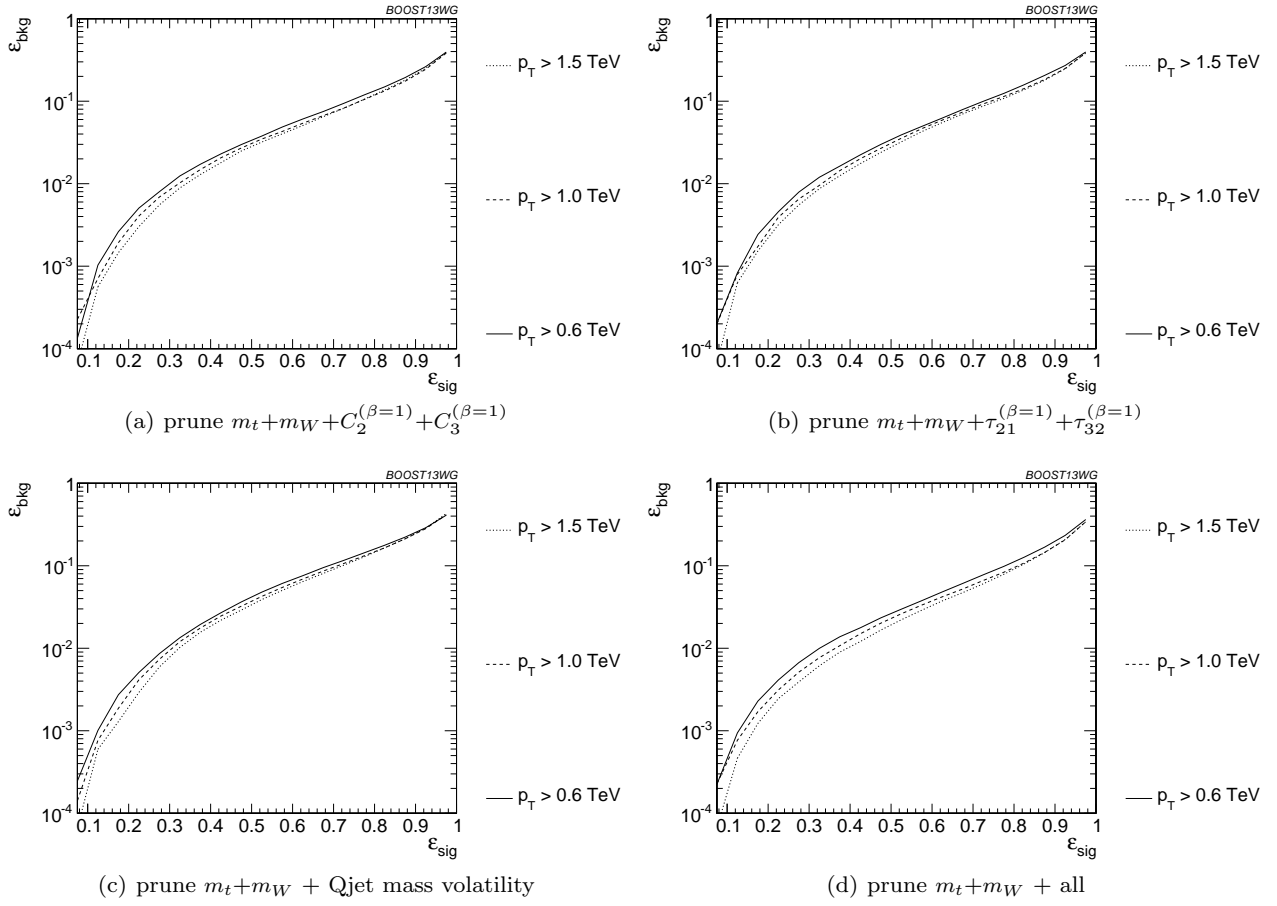 BOOST13WG
ε_bkg
1
10^{-1}
10^{-2}
10^{-3}
10^{-4}
0.1 0.2 0.3 0.4 0.5 0.6 0.7 0.8 0.9 1
ε_sig
p_T > 1.5 TeV
p_T > 1.0 TeV
p_T > 0.6 TeV
(a) prune m_t+m_W+C_2^{(β=1)}+C_3^{(β=1)}
BOOST13WG
ε_bkg
1
10^{-1}
10^{-2}
10^{-3}
10^{-4}
0.1 0.2 0.3 0.4 0.5 0.6 0.7 0.8 0.9 1
ε_sig
p_T > 1.5 TeV
p_T > 1.0 TeV
p_T > 0.6 TeV
(b) prune m_t+m_W+τ_{21}^{(β=1)}+τ_{32}^{(β=1)}
BOOST13WG
ε_bkg
1
10^{-1}
10^{-2}
10^{-3}
10^{-4}
0.1 0.2 0.3 0.4 0.5 0.6 0.7 0.8 0.9 1
ε_sig
p_T > 1.5 TeV
p_T > 1.0 TeV
p_T > 0.6 TeV
(c) prune m_t+m_W + Qjet mass volatility
BOOST13WG
ε_bkg
1
10^{-1}
10^{-2}
10^{-3}
10^{-4}
0.1 0.2 0.3 0.4 0.5 0.6 0.7 0.8 0.9 1
ε_sig
p_T > 1.5 TeV
p_T > 1.0 TeV
p_T > 0.6 TeV
(d) prune m_t+m_W + all